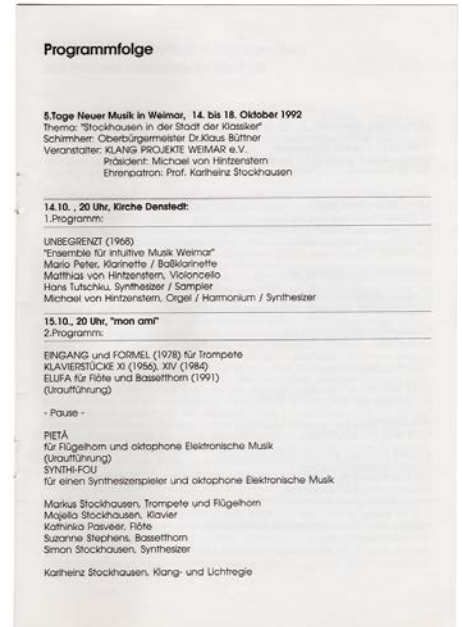 Programmfolge
5.Tage Neuer Musik in Weimar, 14. bis 18. Oktober 1992
Thema: "Stockhausen in der Stadt der Klassiker"
Schirmherr: Oberbürgermeister Dr.Klaus Büttner
Veranstalter: KLANG PROJEKTE WEIMAR e.V.
Präsident: Michael von Hintzenstern
Ehrenpatron: Prof. Karlheinz Stockhausen
14.10. , 20 Uhr, Kirche Denstedt:
1.Programm:
UNBEGRENZT (1968)
"Ensemble für intuitive Musik Weimar"
Mario Peter, Klarinette / Baßklarinette
Matthias von Hintzenstern, Violoncello
Hans Tutschku, Synthesizer / Sampler
Michael von Hintzenstern, Orgel / Harmonium / Synthesizer
15.10., 20 Uhr, "mon ami"
2.Programm:
EINGANG und FORMEL (1978) für Trompete
KLAVIERSTÜCKE XI (1956), XIV (1984)
ELUFA für Flöte und Bassetthorn (1991)
(Uraufführung)
- Pause -
PIETÀ
für Flügelhorn und oktophone Elektronische Musik
(Uraufführung)
SYNTHI-FOU
für einen Synthesizerspieler und oktophone Elektronische Musik
Markus Stockhausen, Trompete und Flügelhorn
Majella Stockhausen, Klavier
Kathinka Pasveer, Flöte
Suzanne Stephens, Bassetthorn
Simon Stockhausen, Synthesizer
Karlheinz Stockhausen, Klang- und Lichtregie